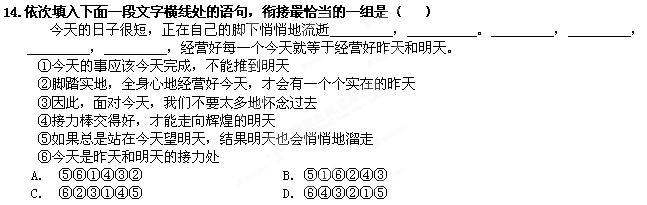 14.依次填入下面一段文字横线处的语句，衔接最恰当的一组是（    ）
今天的日子很短，正在自己的脚下悄悄地流逝________，________。________，________，
________，________，经营好每一个今天就等于经营好昨天和明天。
①今天的事应该今天完成，不能推到明天
②脚踏实地，全身心地经营好今天，才会有一个个实在的昨天
③因此，面对今天，我们不要太多地怀念过去
④接力棒交得好，才能走向辉煌的明天
⑤如果总是站在今天望明天，结果明天也会悄悄地溜走
⑥今天是昨天和明天的接力处
A. ⑤⑥①④③② B. ⑤①⑥②④③
C. ⑥②③①④⑤ D. ⑥④③②①⑤